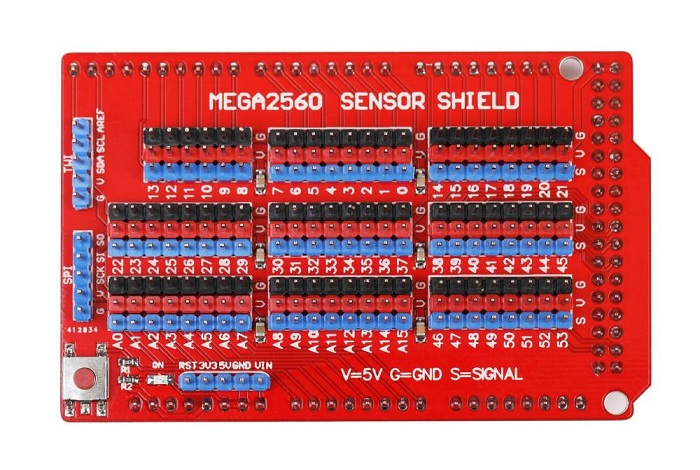 MEGA2560 SENSOR SHIELD
TWI
G V SDA SCL AREF
13 12 11 10 9 8
7 6 5 4 3 2 1 0
14 15 16 17 18 19 20 21
G V S
SPI
G V SCK SI SO
22 23 24 25 26 27 28 29
30 31 32 33 34 35 36 37
38 39 40 41 42 43 44 45
G V S
412034
A0 A1 A2 A3 A4 A5 A6 A7
A8 A9 A10 A11 A12 A13 A14 A15
46 47 48 49 50 51 52 53
G V S
R1
R2
ON
RST 3V3 5V GND VIN
V=5V G=GND S=SIGNAL